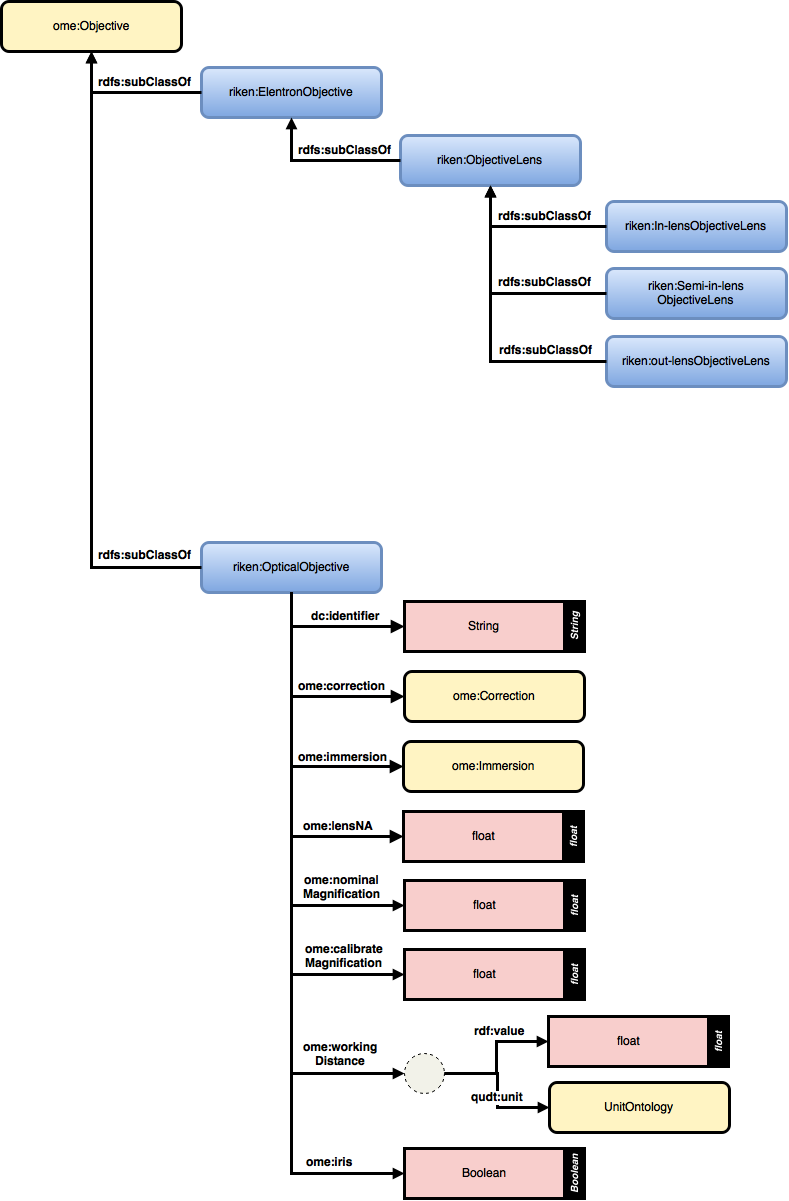 ome:Objective
rdfs:subClassOf
riken:ElentronObjective
rdfs:subClassOf
riken:ObjectiveLens
rdfs:subClassOf
riken:In-lensObjectiveLens
rdfs:subClassOf
riken:Semi-in-lens
ObjectiveLens
rdfs:subClassOf
riken:out-lensObjectiveLens
rdfs:subClassOf
riken:OpticalObjective
dc:identifier
String
String
ome:correction
ome:Correction
ome:immersion
ome:Immersion
ome:lensNA
float
float
ome:nominal
Magnification
float
float
ome:calibrate
Magnification
float
float
ome:working
Distance
rdf:value
float
float
qudt:unit
UnitOntology
ome:iris
Boolean
Boolean